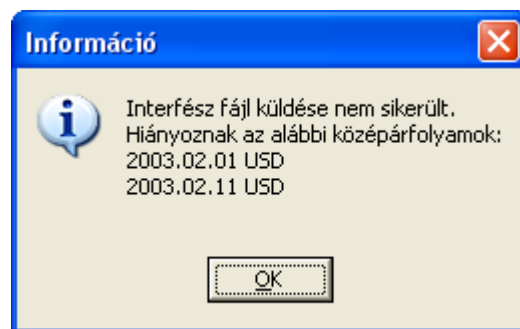 Információ
Interfész fájl küldése nem sikerült.
Hiányoznak az alábbi középárfolyamok:
2003.02.01 USD
2003.02.11 USD
OK